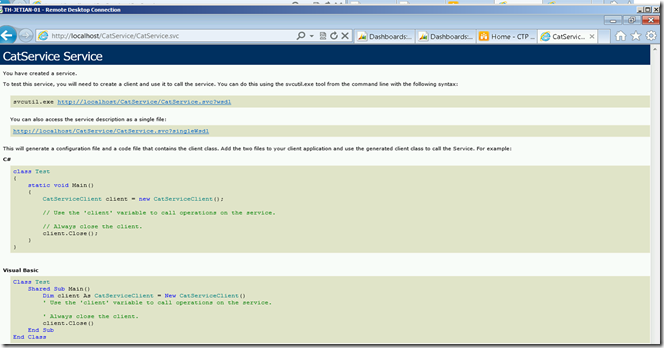 TH-JETJAN-01 - Remote Desktop Connection
http://localhost/CatService/CatService.svc
Dashboards:...
Dashboards:...
Home - CTP ...
CatServic...
CatService Service
You have created a service.
To test this service, you will need to create a client and use it to call the service. You can do this using the svcutil.exe tool from the command line with the following syntax:
svcutil.exe http://localhost/CatService/CatService.svc?wsdl
You can also access the service description as a single file:
http://localhost/CatService/CatService.svc?singleWsdl
This will generate a configuration file and a code file that contains the client class. Add the two files to your client application and use the generated client class to call the Service. For example:
C#
class Test
{
static void Main()
{
CatServiceClient client = new CatServiceClient();
// Use the 'client' variable to call operations on the service.
// Always close the client.
client.Close();
}
}
Visual Basic
Class Test
Shared Sub Main()
Dim client As CatServiceClient = New CatServiceClient()
' Use the 'client' variable to call operations on the service.
' Always close the client.
client.Close()
End Sub
End Class